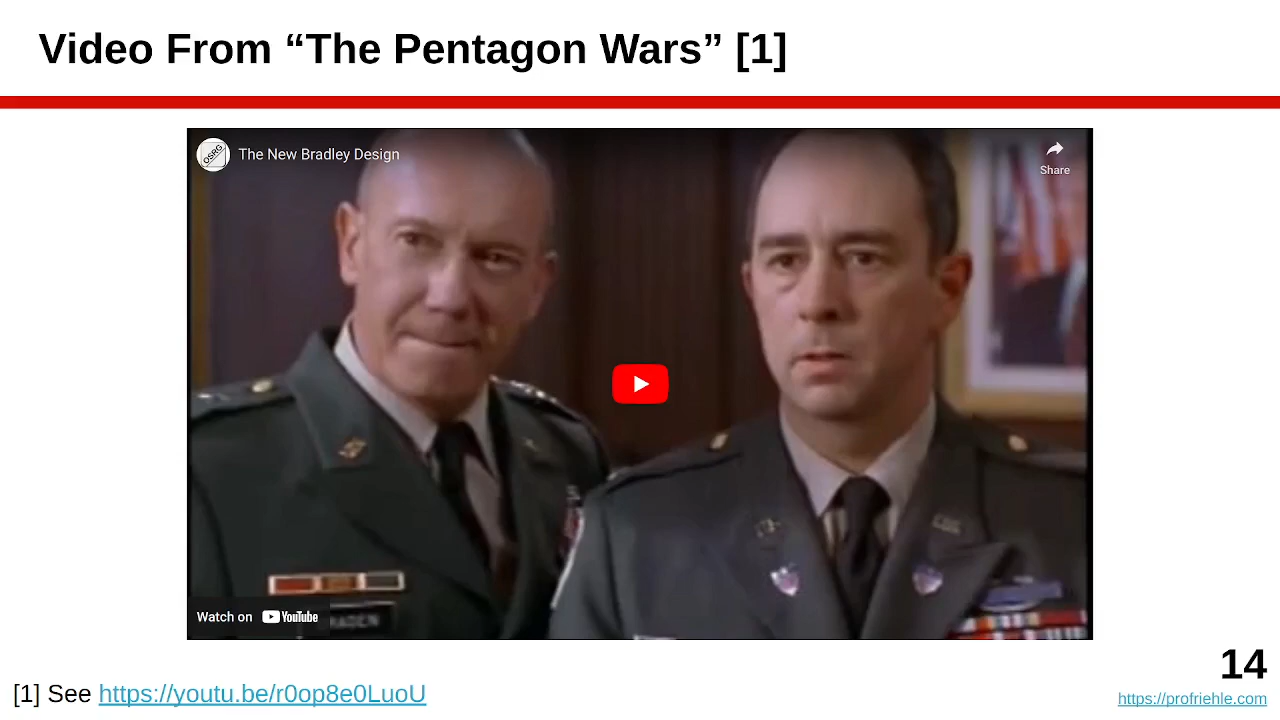 Video From “The Pentagon Wars” [1]
OSRG
The New Bradley Design
Share
Watch on YouTube
14
[1] See https://youtu.be/r0op8e0LuoU
https://profriehle.com